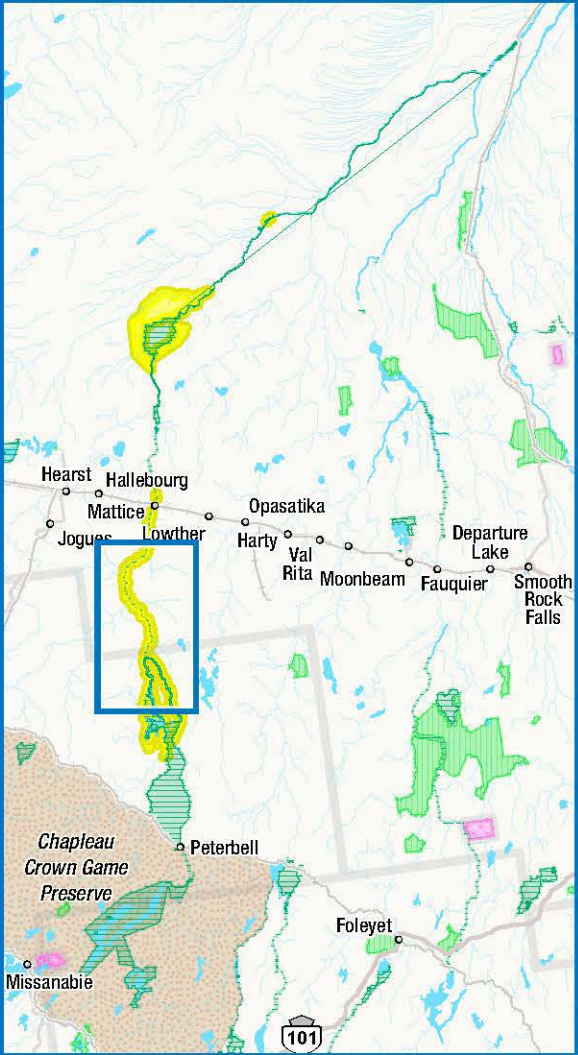 Hearst
Hallebourg
Mattice
Opasatika
Jogues
Lowther
Harty
Val
Rita
Departure
Lake
Moonbeam
Fauquier
Smooth
Rock
Falls
Chapleau
Crown Game
Preserve
Peterbell
Foleyet
Missanabie
101